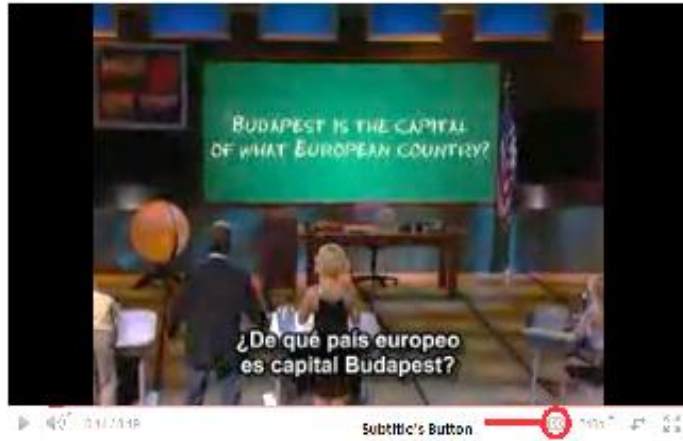 BUDAPEST IS THE CAPITAL
OF WHAT EUROPEAN COUNTRY?
¿De qué país europeo
es capital Budapest?
Subtitle's Button